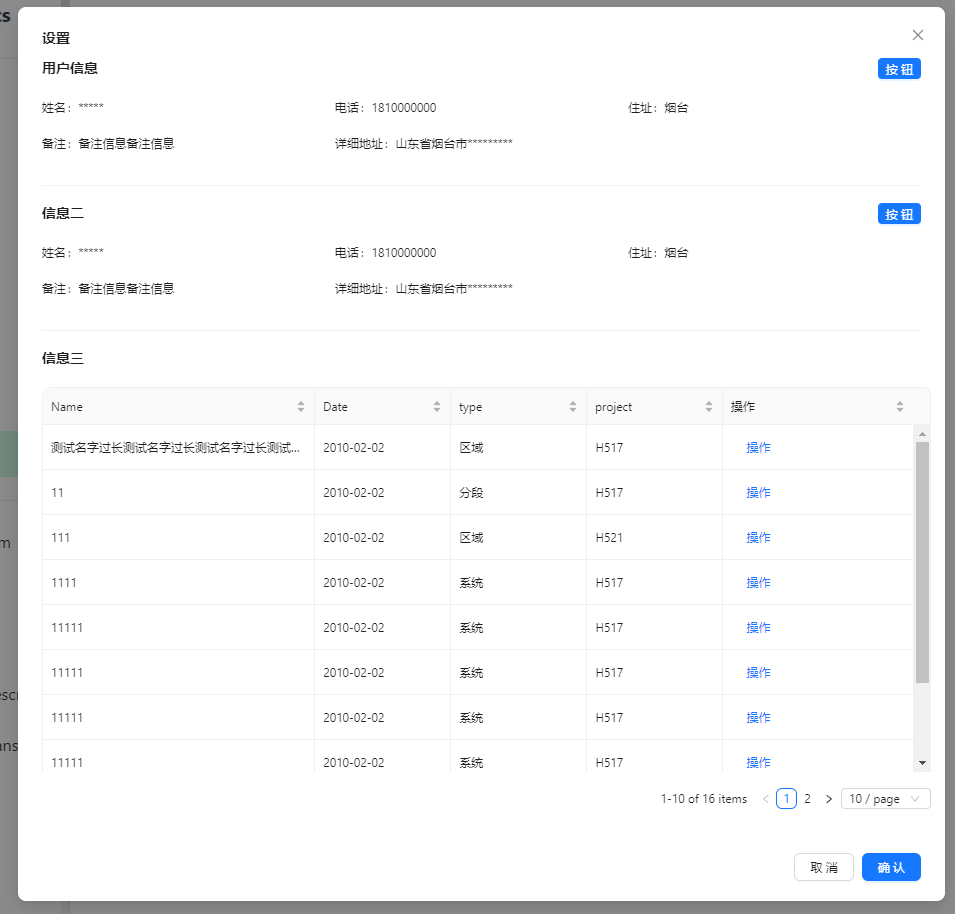 ts
设置
用户信息 按 钮
姓名： ***** 电话： 1810000000 住址： 烟台
备注： 备注信息备注信息 详细地址： 山东省烟台市*********
信息二 按 钮
姓名： ***** 电话： 1810000000 住址： 烟台
备注： 备注信息备注信息 详细地址： 山东省烟台市*********
信息三
Name Date type project 操作
测试名字过长测试名字过长测试名字过长测试... 2010-02-02 区域 H517 操作
11 2010-02-02 分段 H517 操作
111 2010-02-02 区域 H521 操作
m
1111 2010-02-02 系统 H517 操作
11111 2010-02-02 系统 H517 操作
11111 2010-02-02 系统 H517 操作
escr
11111 2010-02-02 系统 H517 操作
ans
11111 2010-02-02 系统 H517 操作
1-10 of 16 items < 1 2 > 10 / page
取 消 确 认